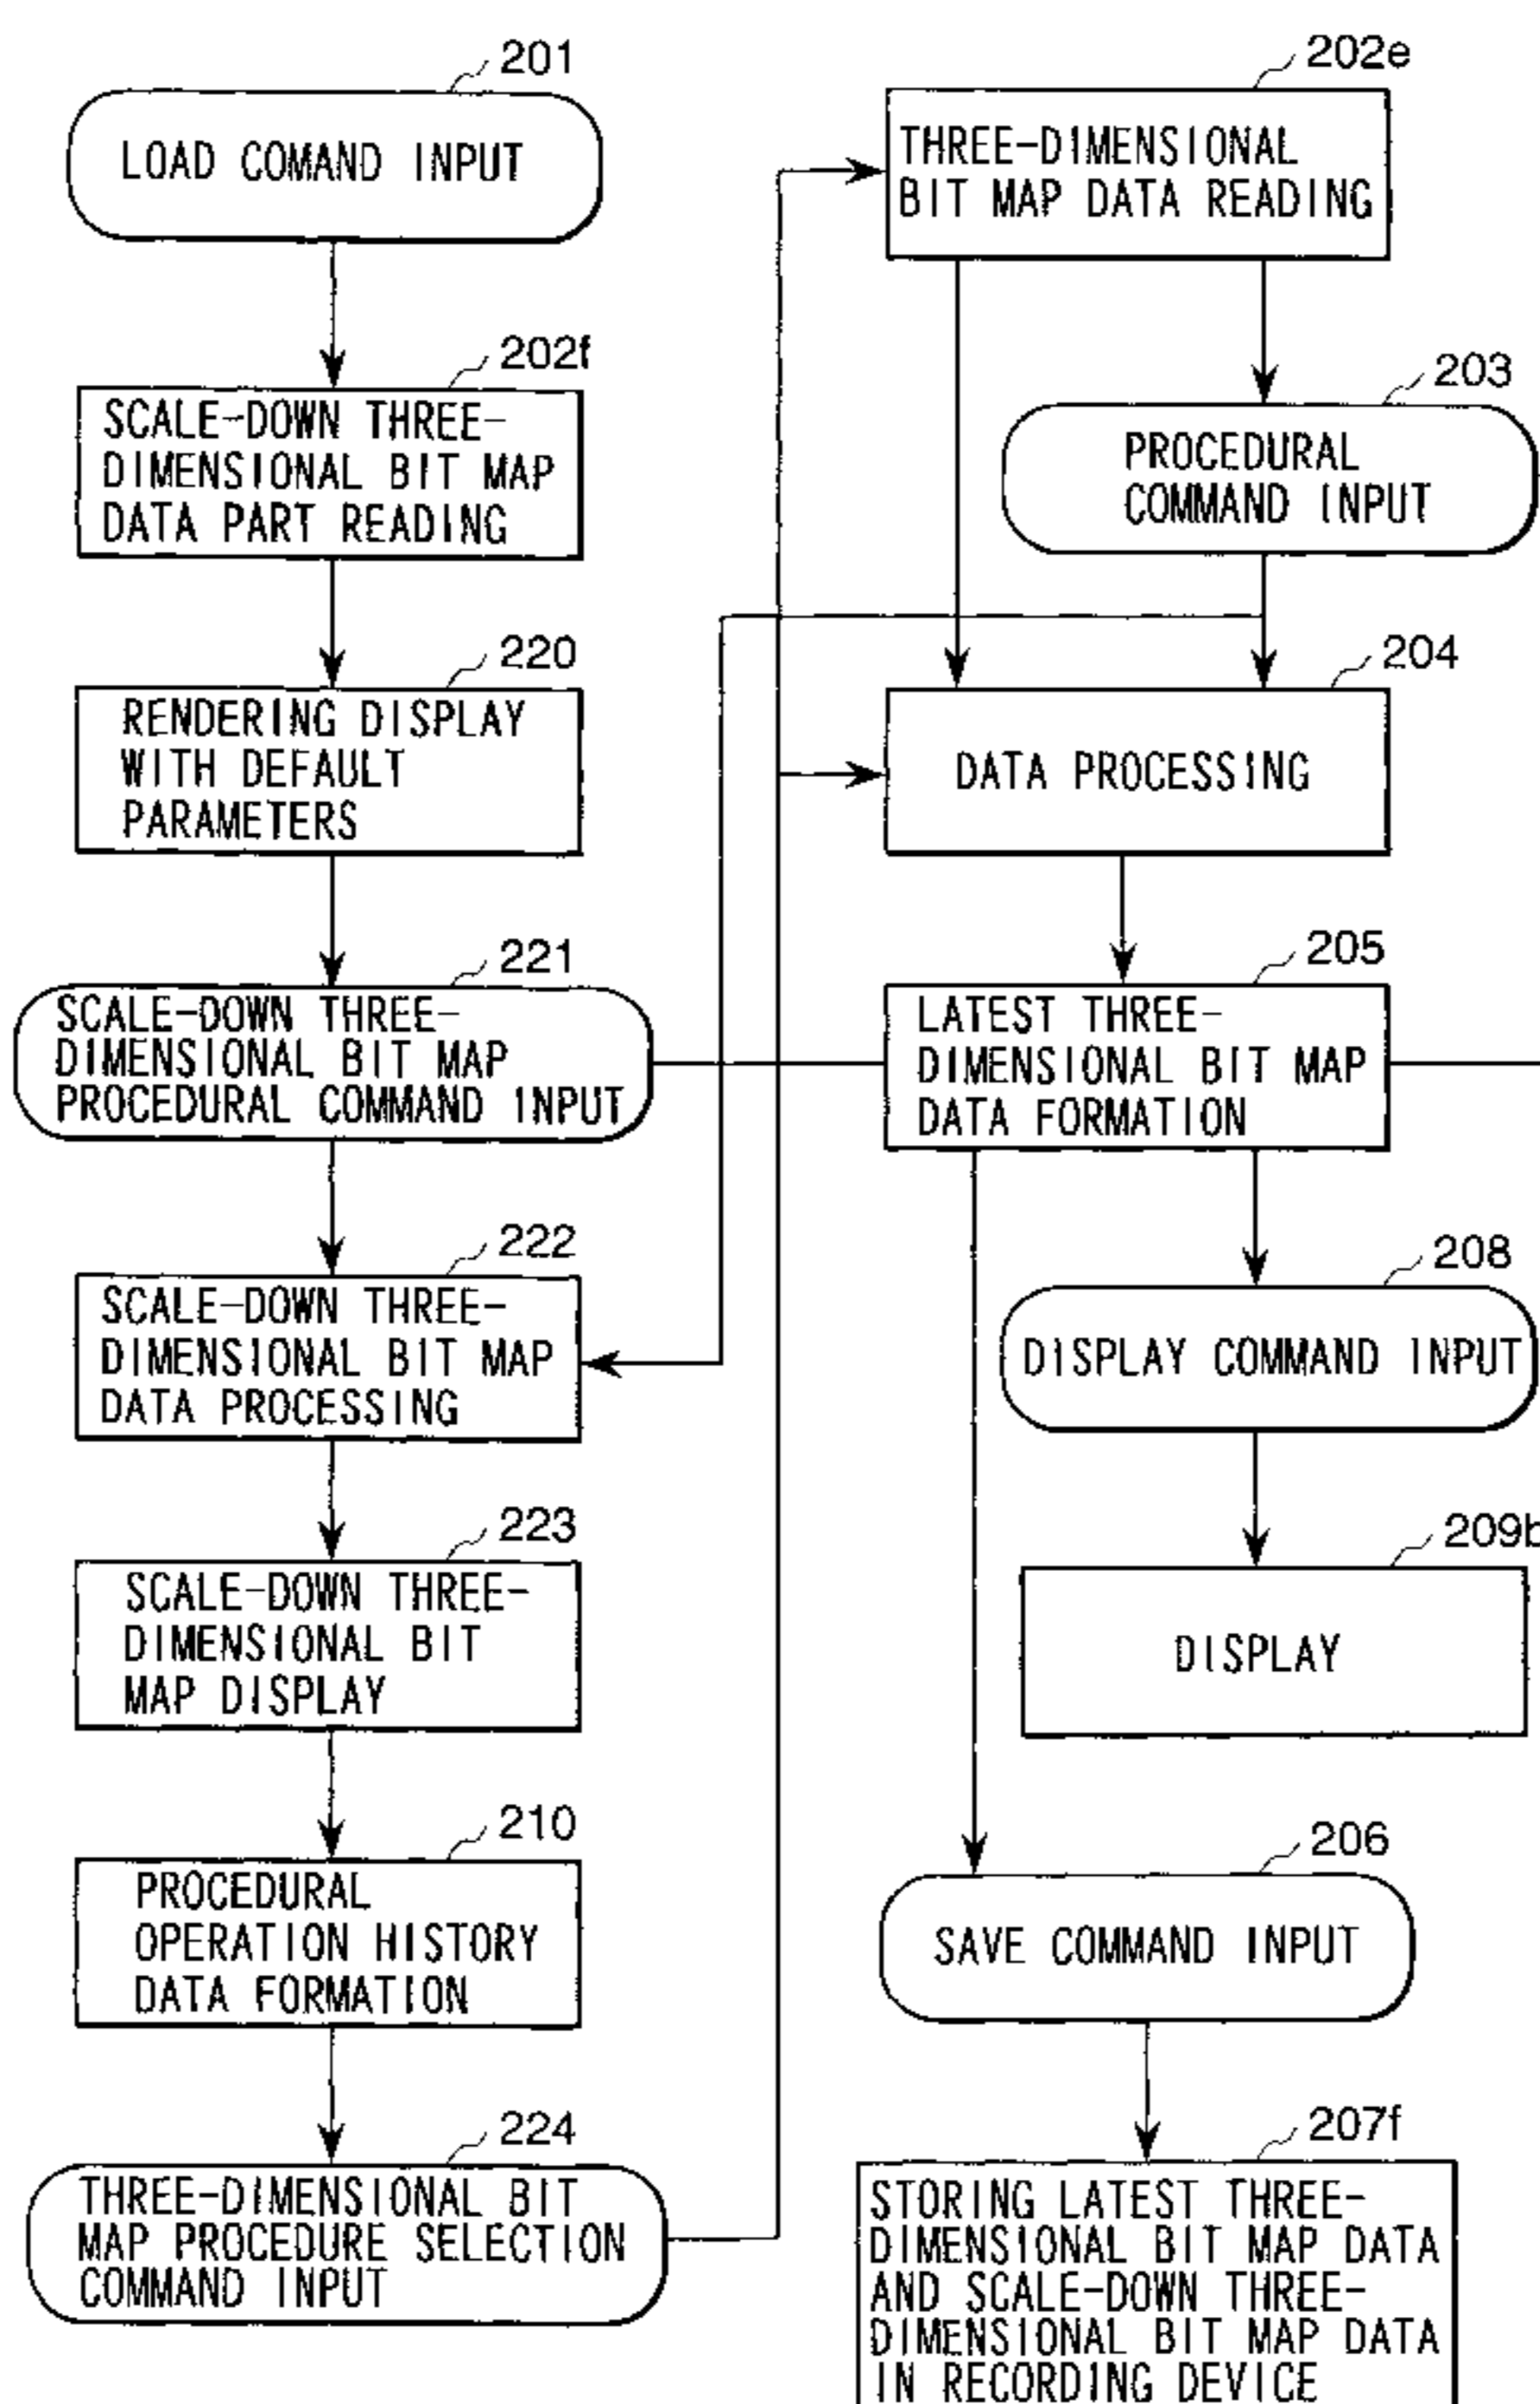 201
LOAD COMAND INPUT
202f
SCALE-DOWN THREE-
DIMENSIONAL BIT MAP
DATA PART READING
220
RENDERING DISPLAY
WITH DEFAULT
PARAMETERS
221
SCALE-DOWN THREE-
DIMENSIONAL BIT MAP
PROCEDURAL COMMAND INPUT
222
SCALE-DOWN THREE-
DIMENSIONAL BIT MAP
DATA PROCESSING
223
SCALE-DOWN THREE-
DIMENSIONAL BIT
MAP DISPLAY
210
PROCEDURAL
OPERATION HISTORY
DATA FORMATION
224
THREE-DIMENSIONAL BIT
MAP PROCEDURE SELECTION
COMMAND INPUT
202e
THREE-DIMENSIONAL
BIT MAP DATA READING
203
PROCEDURAL
COMMAND INPUT
204
DATA PROCESSING
205
LATEST THREE-
DIMENSIONAL BIT MAP
DATA FORMATION
208
DISPLAY COMMAND INPUT
209b
DISPLAY
206
SAVE COMMAND INPUT
207f
STORING LATEST THREE-
DIMENSIONAL BIT MAP DATA
AND SCALE-DOWN THREE-
DIMENSIONAL BIT MAP DATA
IN RECORDING DEVICE